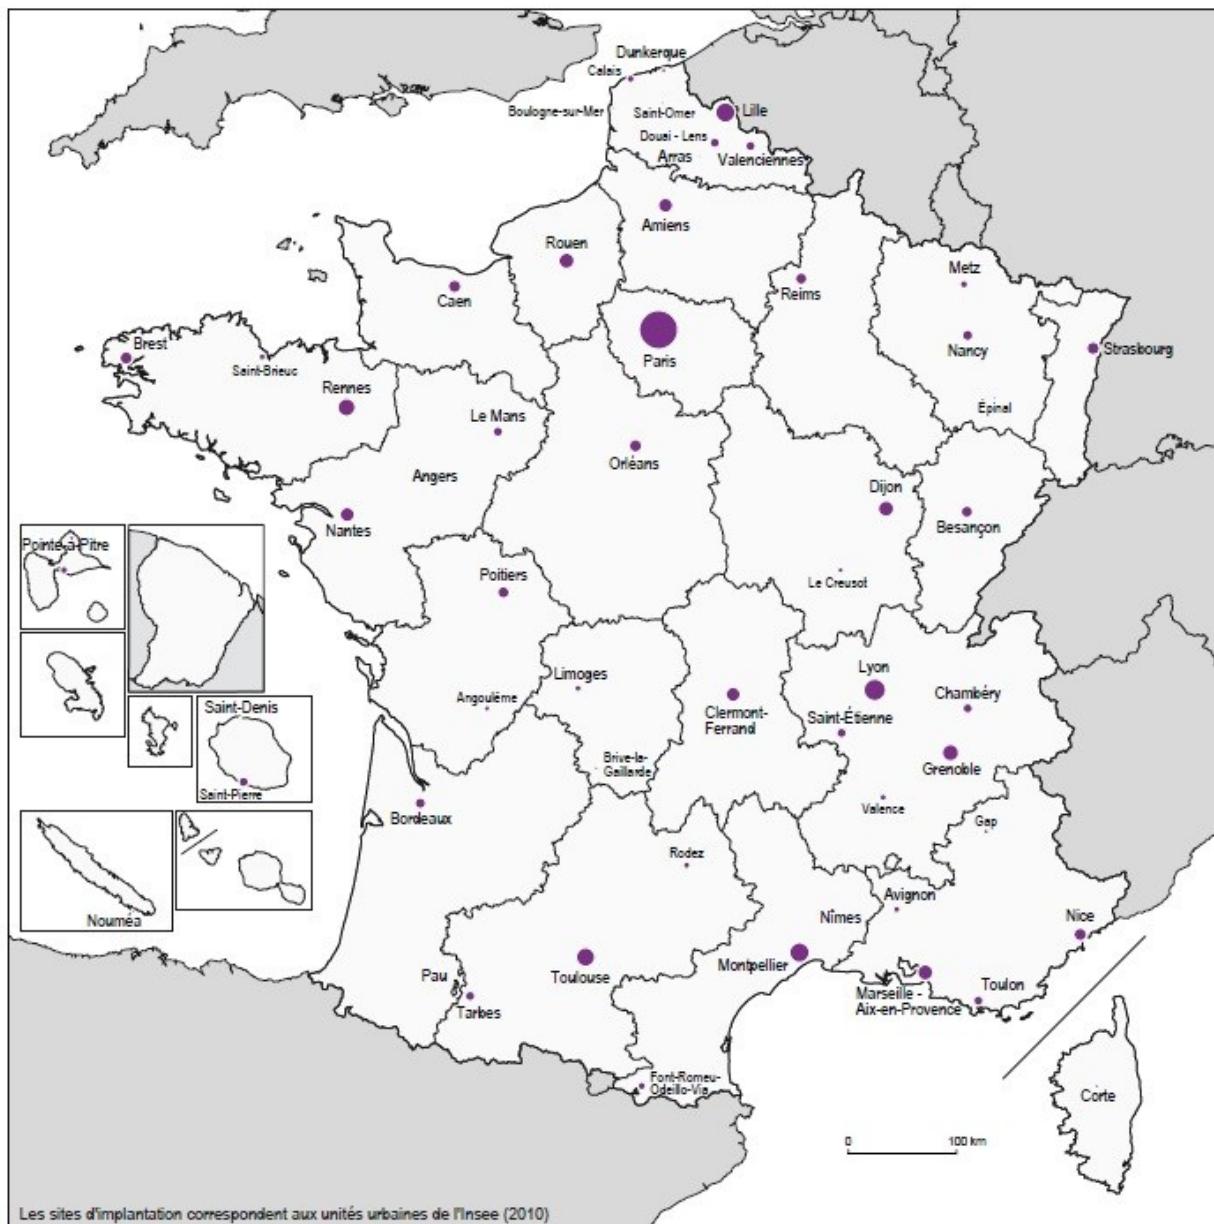 Dunkerque
Calais
Boulogne-sur-Mer
Saint-Omer
Lille
Douai - Lens
Arras
Valenciennes
Amiens
Rouen
Caen
Reims
Metz
Paris
Nancy
Strasbourg
Brest
Saint-Brieuc
Rennes
Épinal
Le Mans
Orléans
Angers
Dijon
Nantes
Besançon
Pointe-à-Pitre
Poitiers
Le Creusot
Limoges
Lyon
Angoulême
Chambéry
Clermont-
Ferrand
Saint-Étienne
Saint-Denis
Brive-la-
Gaillarde
Grenoble
Saint-Pierre
Valence
Bordeaux
Gap
Rodez
Avignon
Nouméa
Nîmes
Nice
Pau
Toulouse
Montpellier
Tarbes
Marseille -
Aix-en-Provence
Toulon
Font-Romeu-
Odeillo-Via
Corte
0 100 km
Les sites d'implantation correspondent aux unités urbaines de l'Insee (2010)